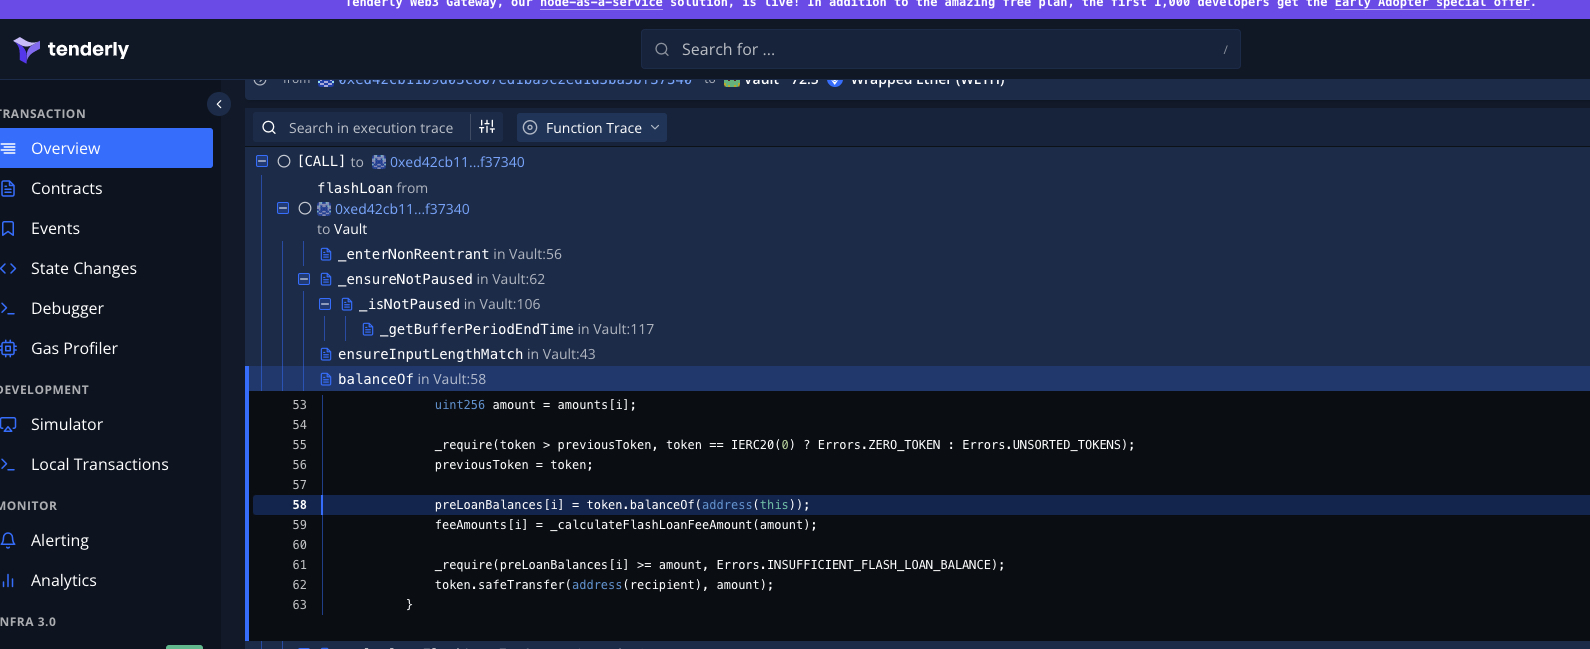 Tenderly Web3 Gateway, our node-as-a-service solution, is live! In addition to the amazing free plan, the first 1,000 developers get the Early Adopter special offer.
tenderly
Search for ...
/
to Vault 72.5 Wrapped Ether (WETH)
TRANSACTION
Overview
Contracts
Events
State Changes
Debugger
Gas Profiler
DEVELOPMENT
Simulator
Local Transactions
MONITOR
Alerting
Analytics
INFRA 3.0
Search in execution trace
Function Trace
[CALL] to 0xed42cb11...f37340
flashLoan from
0xed42cb11...f37340
to Vault
_enterNonReentrant in Vault:56
_ensureNotPaused in Vault:62
_isNotPaused in Vault:106
_getBufferPeriodEndTime in Vault:117
ensureInputLengthMatch in Vault:43
balanceOf in Vault:58
53 uint256 amount = amounts[i];
54
55 _require(token > previousToken, token == IERC20(0) ? Errors.ZERO_TOKEN : Errors.UNSORTED_TOKENS);
56 previousToken = token;
57
58 preLoanBalances[i] = token.balanceOf(address(this));
59 feeAmounts[i] = _calculateFlashLoanFeeAmount(amount);
60
61 _require(preLoanBalances[i] >= amount, Errors.INSUFFICIENT_FLASH_LOAN_BALANCE);
62 token.safeTransfer(address(recipient), amount);
63 }